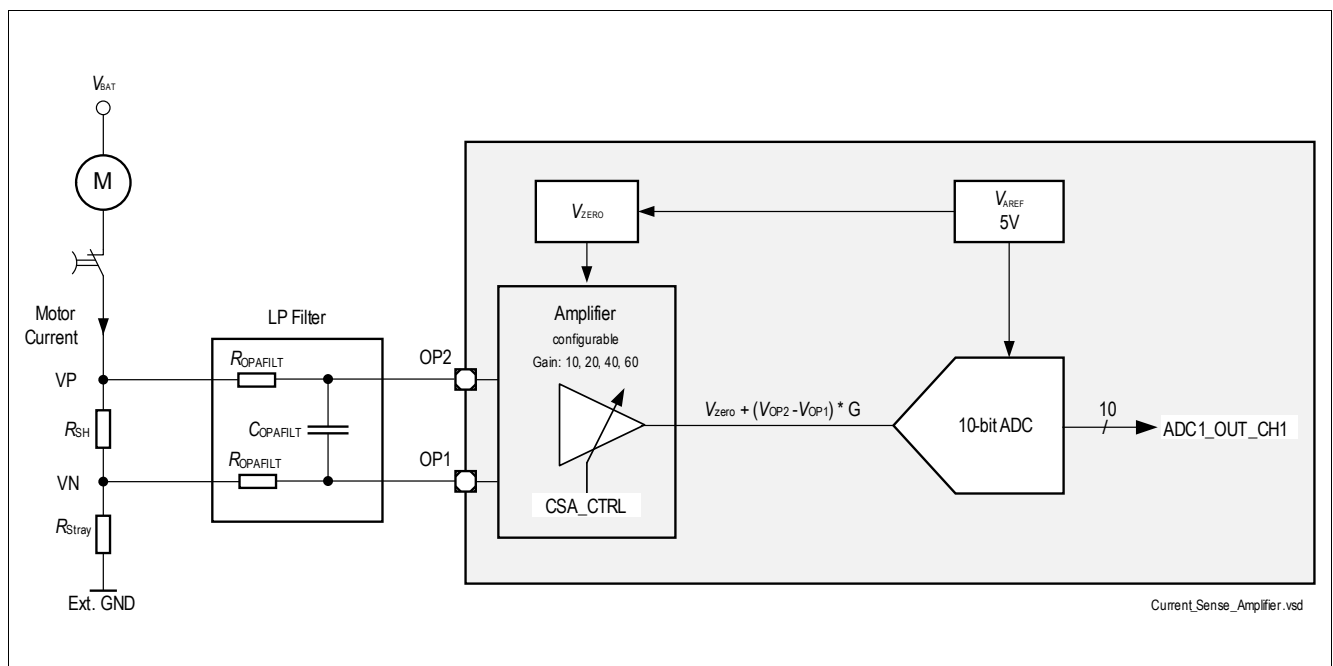 VBAT
M
Motor
Current
VP
RSH
VN
RStray
Ext. GND
LP Filter
ROPAFILT
COPAFILT
ROPAFILT
OP2
OP1
VZERO
VAREF
5V
Amplifier
configurable
Gain: 10, 20, 40, 60
CSA_CTRL
Vzero + (VOP2 -VOP1) * G
10-bit ADC
10
ADC1_OUT_CH1
Current_Sense_Amplifier.vsd